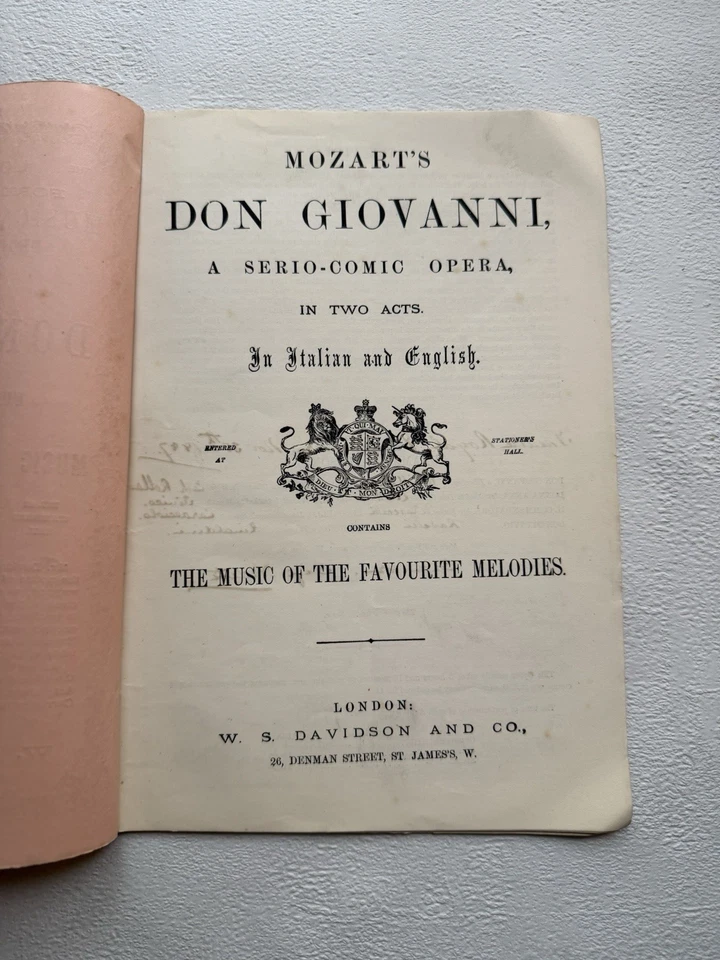 MOZART'S
DON GIOVANNI,
A SERIO-COMIC OPERA,
IN TWO ACTS.
In Italian and English.
ENTERED
AT
STATIONER'S
HALL.
DIEU ET MON DROIT
CONTAINS
THE MUSIC OF THE FAVOURITE MELODIES.
LONDON:
W. S. DAVIDSON AND CO.,
26, DENMAN STREET, ST JAMES'S, W.